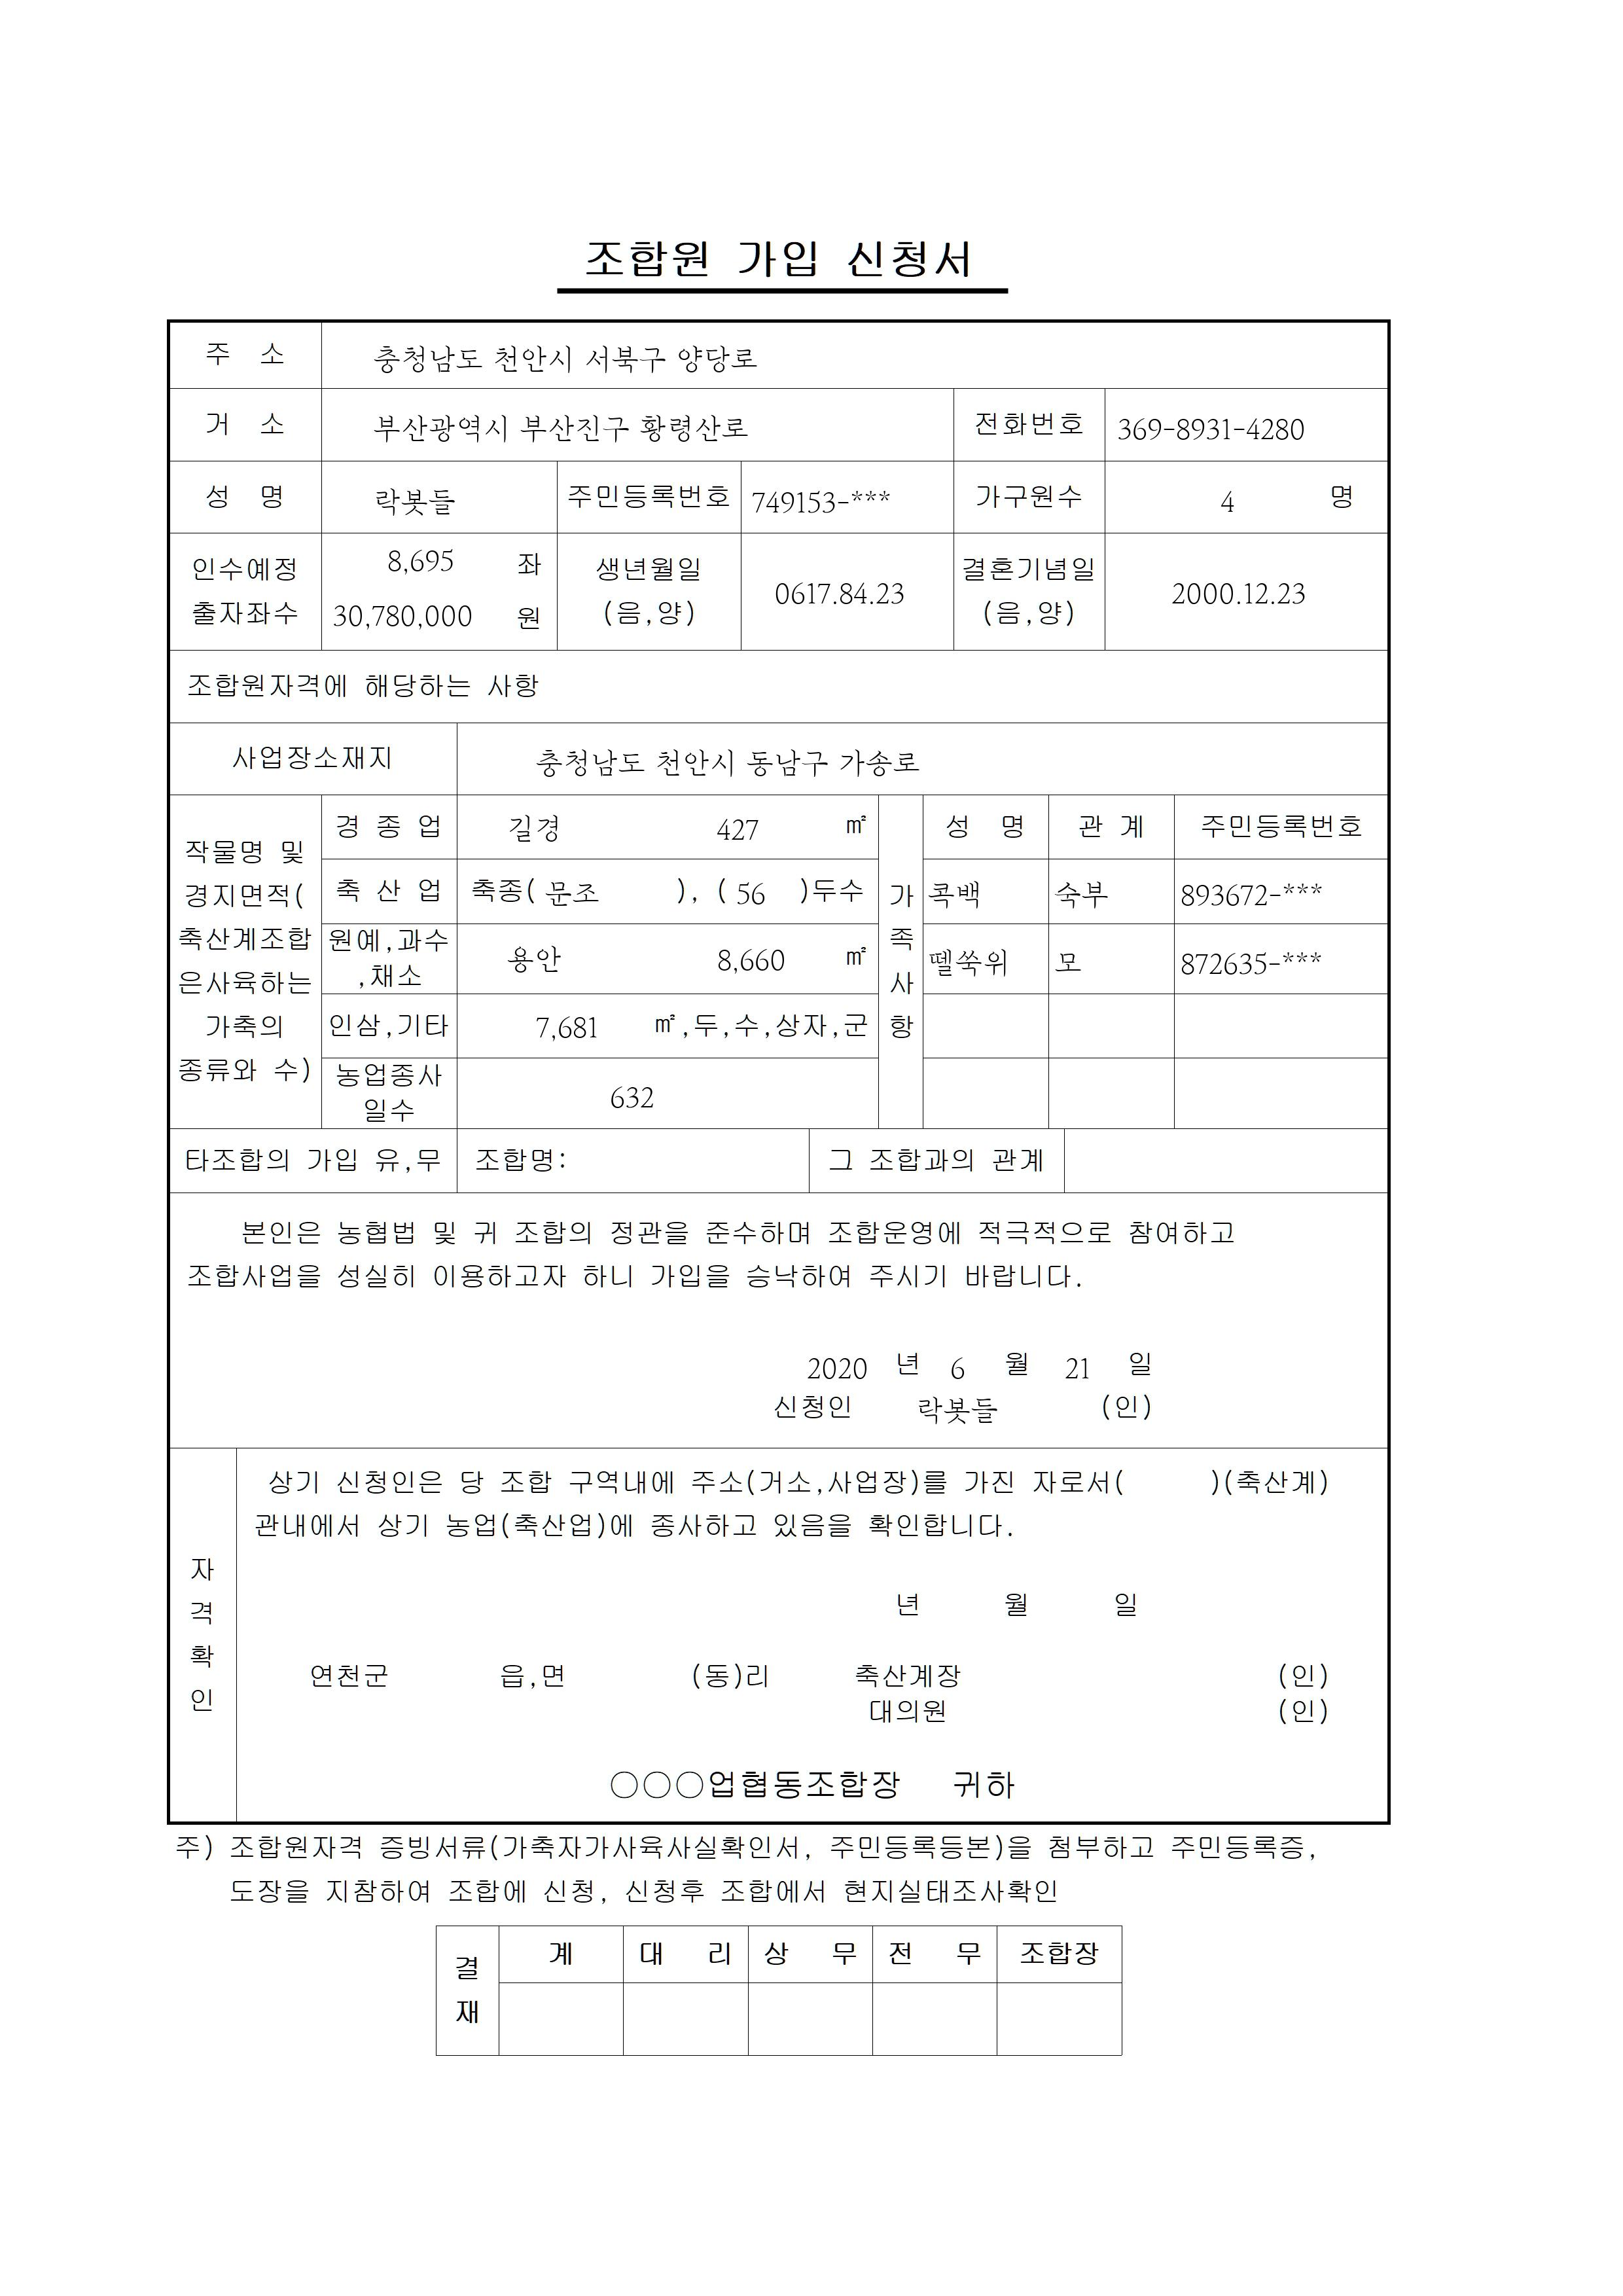 조합원 가입 신청서
주 소 충청남도 천안시 서북구 양당로
거 소 부산광역시 부산진구 황령산로 전화번호 369-8931-4280
성 명 락봇들 주민등록번호 749153-*** 가구원수 4 명
인수예정 출자좌수 8,695 좌 30,780,000 원 생년월일 (음,양) 0617.84.23 결혼기념일 (음,양) 2000.12.23
조합원자격에 해당하는 사항
사업장소재지 충청남도 천안시 동남구 가송로
작물명 및
경지면적(
축산계조합
은사육하는
가축의
종류와 수)
경 종 업 길경 427 ㎡
축 산 업 축종( 문조 ), ( 56 )두수
원예,과수
,채소 용안 8,660 ㎡
인삼,기타 7,681 ㎡,두,수,상자,군
농업종사
일수 632
가족사항
성 명 관 계 주민등록번호
콕백 숙부 893672-***
뗄쑥위 모 872635-***
타조합의 가입 유,무 조합명: 그 조합과의 관계
본인은 농협법 및 귀 조합의 정관을 준수하며 조합운영에 적극적으로 참여하고
조합사업을 성실히 이용하고자 하니 가입을 승낙하여 주시기 바랍니다.
2020 년 6 월 21 일
신청인 락봇들 (인)
자격확인
상기 신청인은 당 조합 구역내에 주소(거소,사업장)를 가진 자로서( )(축산계)
관내에서 상기 농업(축산업)에 종사하고 있음을 확인합니다.
년 월 일
연천군 읍,면 (동)리 축산계장 (인)
대의원 (인)
○○○업협동조합장 귀하
주) 조합원자격 증빙서류(가축자가사육사실확인서, 주민등록등본)을 첨부하고 주민등록증,
도장을 지참하여 조합에 신청, 신청후 조합에서 현지실태조사확인
결재 계 대 리 상 무 전 무 조합장